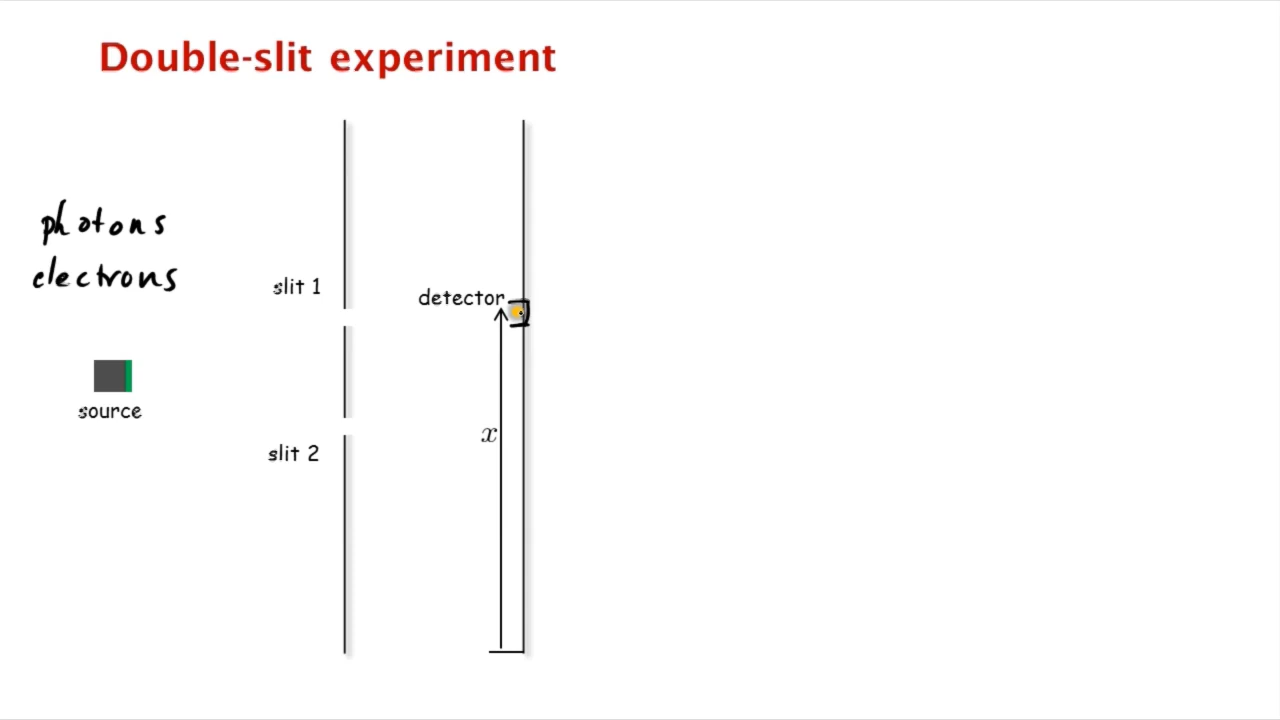 Double-slit experiment
photons
electrons
slit 1
detector
source
x
slit 2